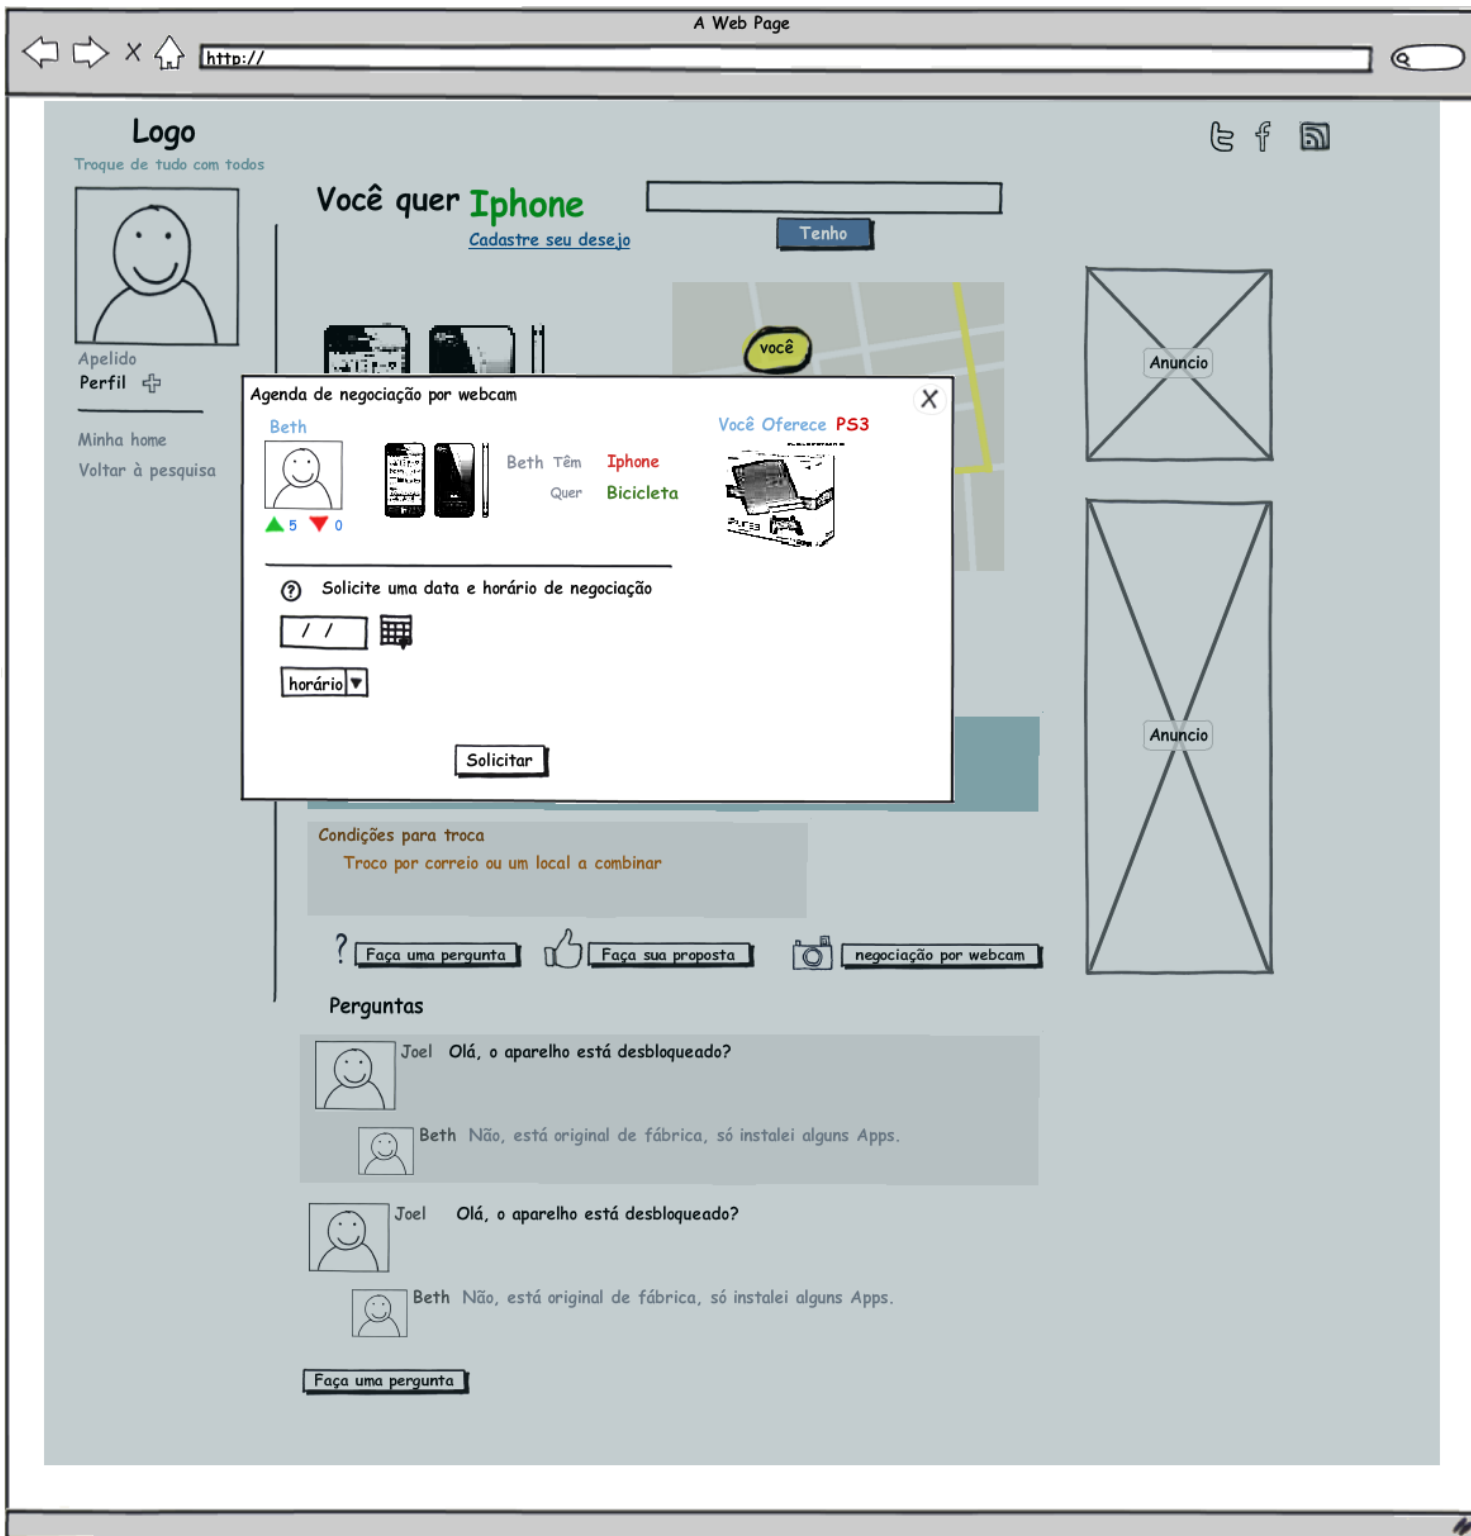 A Web Page
http://
Logo
Troque de tudo com todos
Você quer Iphone
Cadastre seu desejo
Tenho
você
Anuncio
Apelido
Perfil
Minha home
Voltar à pesquisa
Agenda de negociação por webcam
X
Beth
5 0
Beth Têm Iphone
Quer Bicicleta
Você Oferece PS3
? Solicite uma data e horário de negociação
/ /
horário
Solicitar
Anuncio
Condições para troca
Troco por correio ou um local a combinar
? Faça uma pergunta
Faça sua proposta
negociação por webcam
Perguntas
Joel Olá, o aparelho está desbloqueado?
Beth Não, está original de fábrica, só instalei alguns Apps.
Joel Olá, o aparelho está desbloqueado?
Beth Não, está original de fábrica, só instalei alguns Apps.
Faça uma pergunta